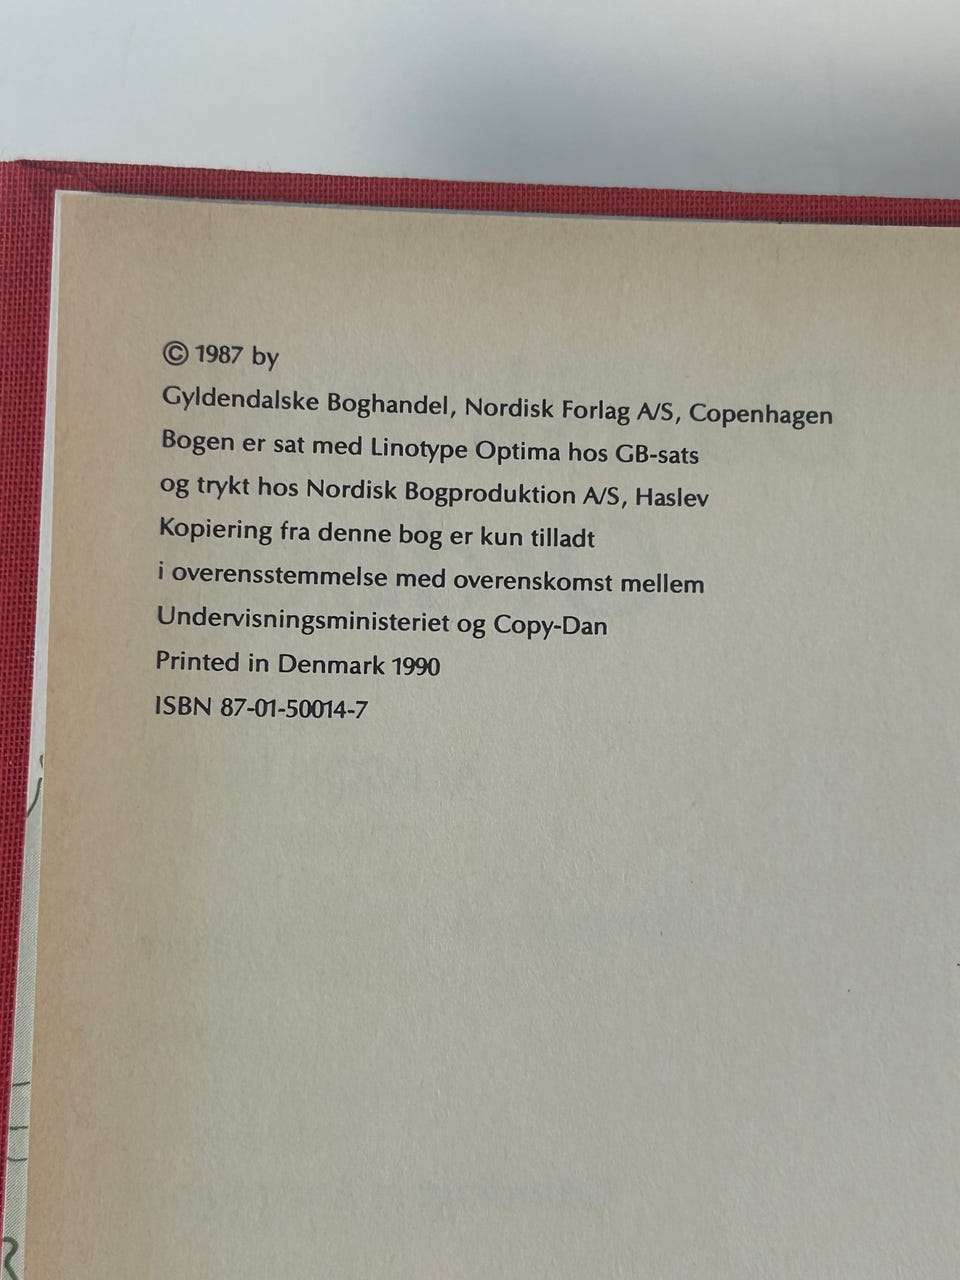 © 1987 by
Gyldendalske Boghandel, Nordisk Forlag A/S, Copenhagen
Bogen er sat med Linotype Optima hos GB-sats
og trykt hos Nordisk Bogproduktion A/S, Haslev
Kopiering fra denne bog er kun tilladt
i overensstemmelse med overenskomst mellem
Undervisningsministeriet og Copy-Dan
Printed in Denmark 1990
ISBN 87-01-50014-7